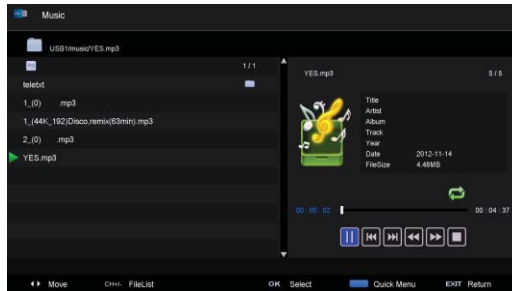 Music
USB1/music/YES.mp3
1/1
teletxt
1_(0) .mp3
1_(44K_192)Disco,remix(63min).mp3
2_(0) .mp3
YES.mp3
YES.mp3 5/5
Title
Artist
Album
Track
Year
Date 2012-11-14
FileSize 4.48MB
00:00:02 00:04:37
Move CH+/- FileList OK Select Quick Menu EXIT Return